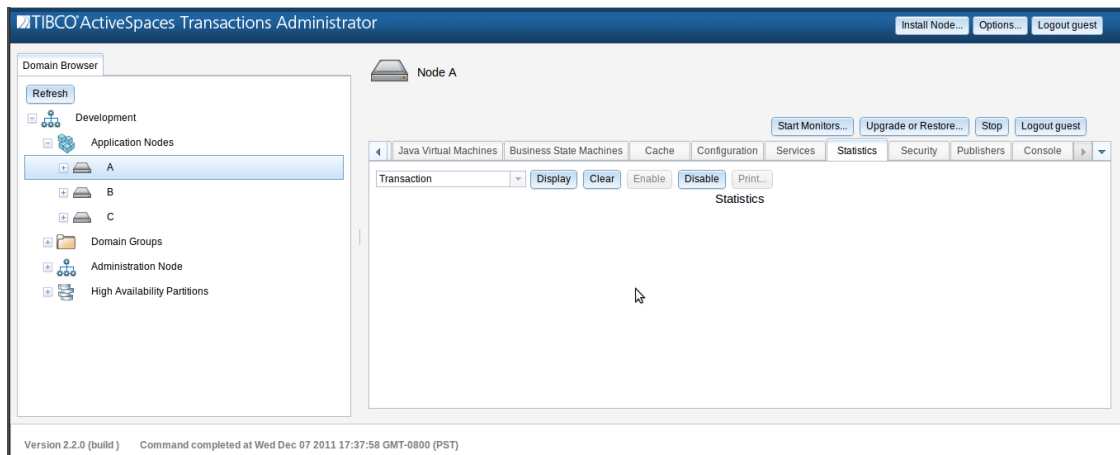 TIBCO® ActiveSpaces Transactions Administrator
Install Node... Options... Logout guest
Domain Browser
Node A
Refresh
Development
Start Monitors... Upgrade or Restore... Stop Logout guest
Application Nodes
Java Virtual Machines Business State Machines Cache Configuration Services Statistics Security Publishers Console
A
Transaction Display Clear Enable Disable Print...
B
Statistics
C
Domain Groups
Administration Node
High Availability Partitions
Version 2.2.0 (build ) Command completed at Wed Dec 07 2011 17:37:58 GMT-0800 (PST)